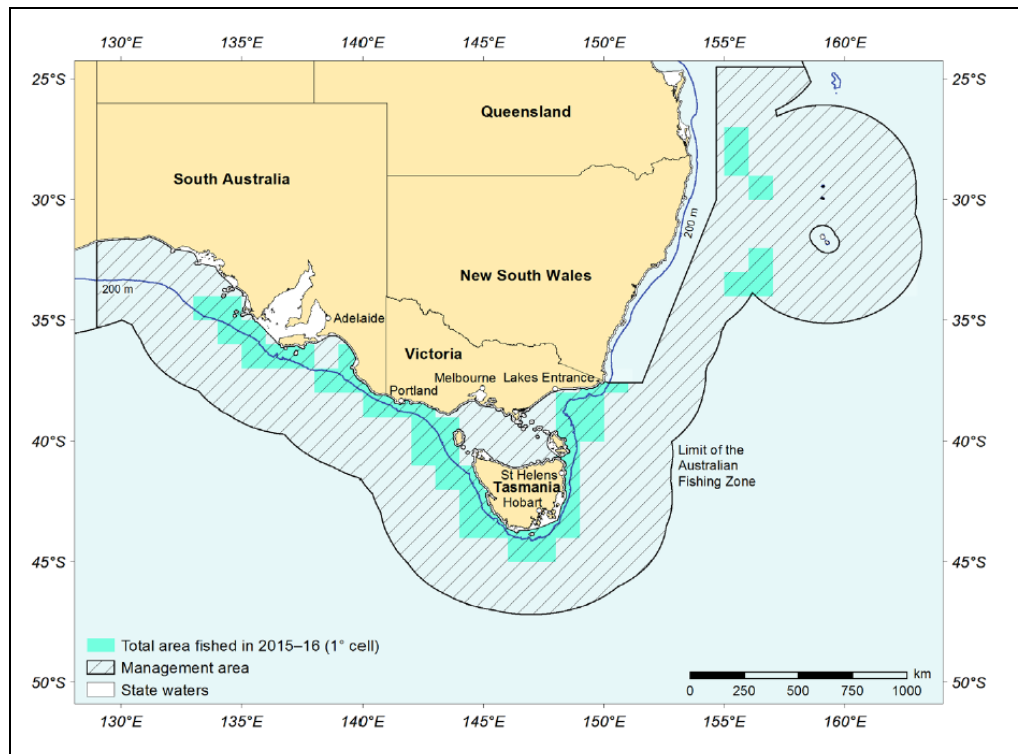 130°E 135°E 140°E 145°E 150°E 155°E 160°E
25°S 25°S
Queensland
South Australia
30°S 30°S
200 m
New South Wales
200 m
35°S Adelaide 35°S
Victoria
Melbourne Lakes Entrance
Portland
40°S 40°S
Limit of the
Australian
Fishing Zone
St Helens
Tasmania
Hobart
45°S 45°S
Total area fished in 2015–16 (1° cell)
Management area
State waters
km
0 250 500 750 1000
50°S 50°S
130°E 135°E 140°E 145°E 150°E 155°E 160°E